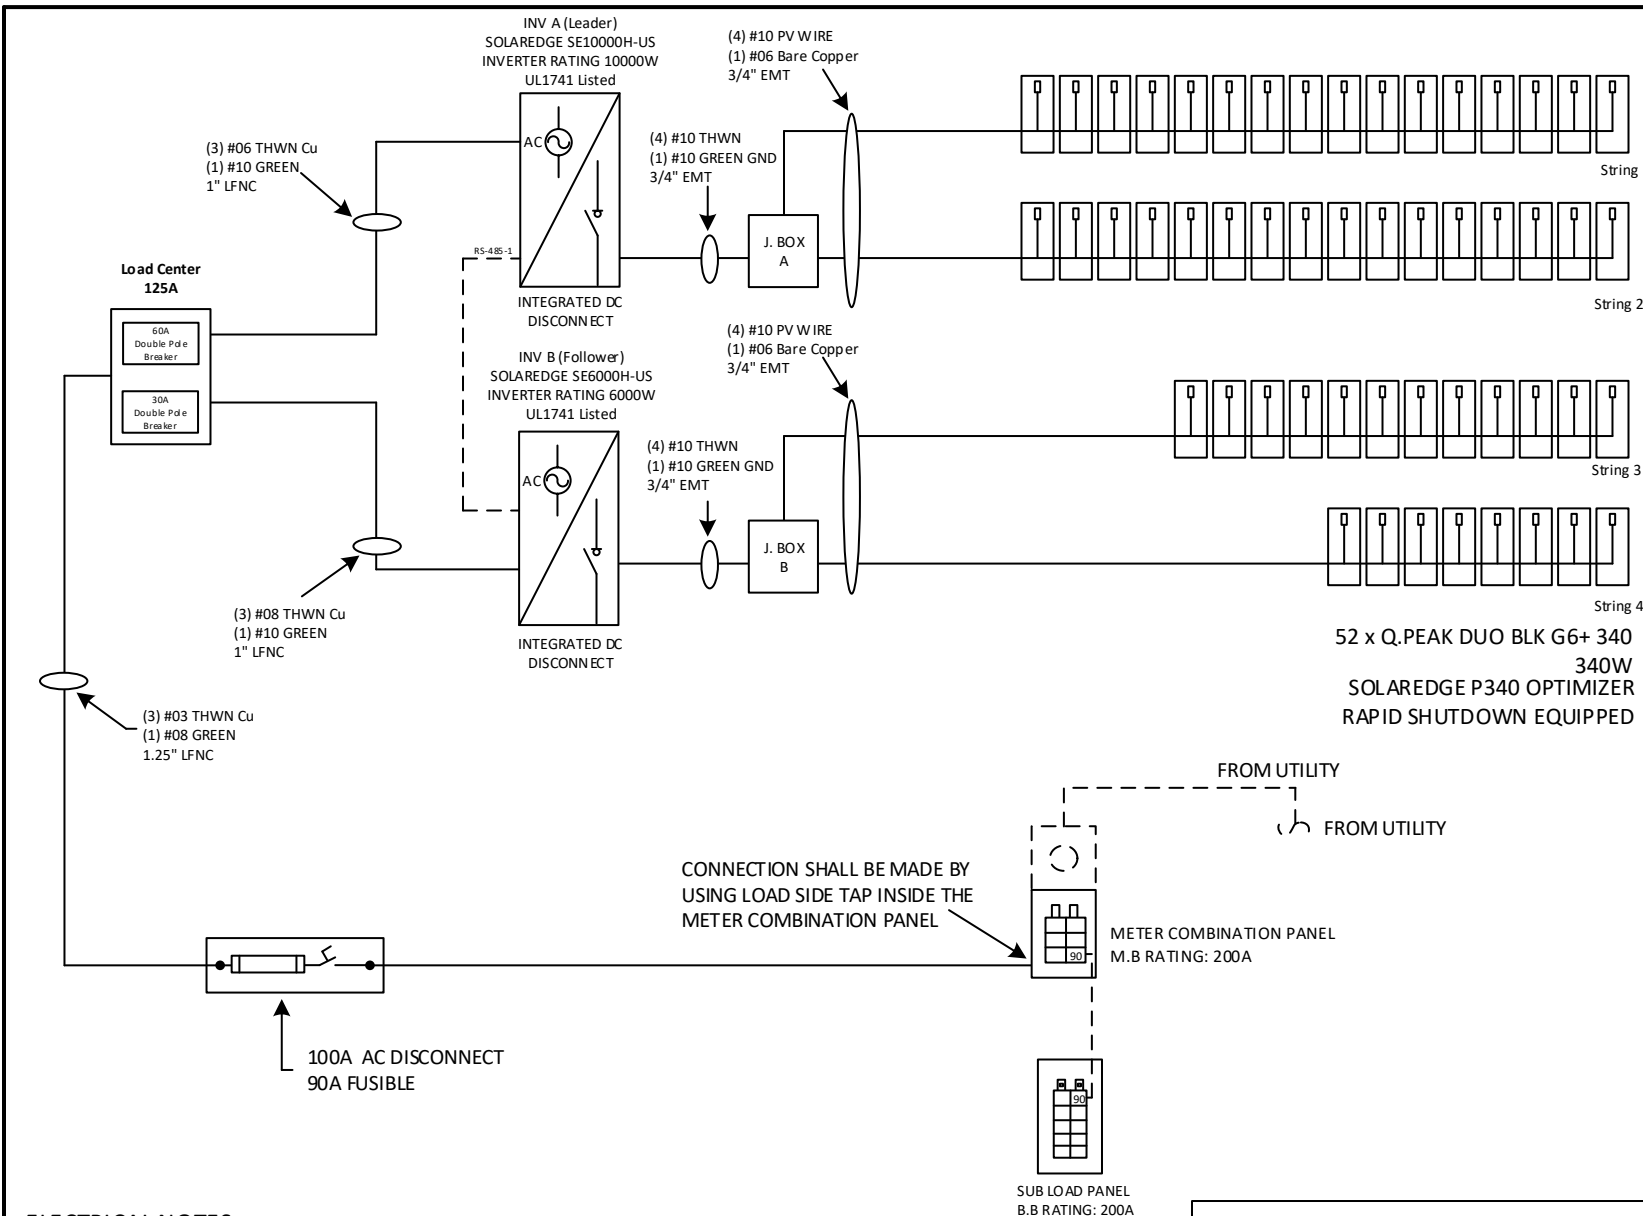 INV A (Leader)
SOLAREDGE SE10000H-US
INVERTER RATING 10000W
UL1741 Listed
(4) #10 PV WIRE
(1) #06 Bare Copper
3/4" EMT
(3) #06 THWN Cu
(1) #10 GREEN
1" LFNC
AC
(4) #10 THWN
(1) #10 GREEN GND
3/4" EMT
String
J. BOX
A
RS-485-1
Load Center
125A
INTEGRATED DC
DISCONNECT
String 2
60A
Double Pole
Breaker
30A
Double Pole
Breaker
(4) #10 PV WIRE
(1) #06 Bare Copper
3/4" EMT
INV B (Follower)
SOLAREDGE SE6000H-US
INVERTER RATING 6000W
UL1741 Listed
AC
(4) #10 THWN
(1) #10 GREEN GND
3/4" EMT
String 3
J. BOX
B
(3) #08 THWN Cu
(1) #10 GREEN
1" LFNC
INTEGRATED DC
DISCONNECT
String 4
52 x Q.PEAK DUO BLK G6+ 340
340W
SOLAREDGE P340 OPTIMIZER
RAPID SHUTDOWN EQUIPPED
(3) #03 THWN Cu
(1) #08 GREEN
1.25" LFNC
FROM UTILITY
FROM UTILITY
CONNECTION SHALL BE MADE BY
USING LOAD SIDE TAP INSIDE THE
METER COMBINATION PANEL
90
METER COMBINATION PANEL
M.B RATING: 200A
100A AC DISCONNECT
90A FUSIBLE
90
SUB LOAD PANEL
B.B RATING: 200A